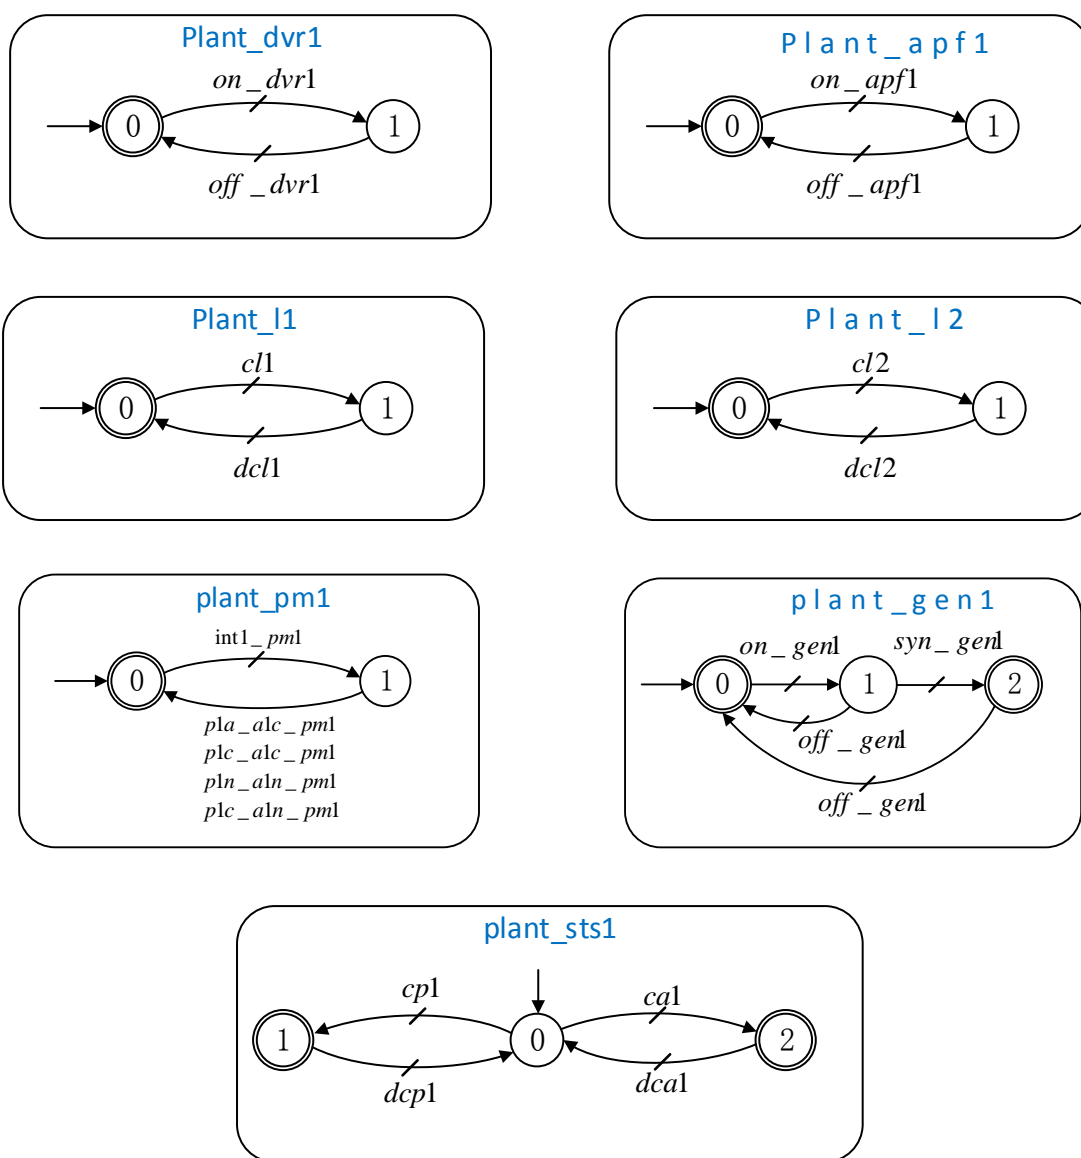 Plant_dvr1
on_dvr1
0
1
off_dvr1
Plant_apf1
on_apf1
0
1
off_apf1
Plant_l1
cl1
0
1
dcl1
Plant_l2
cl2
0
1
dcl2
plant_pm1
int1_pm1
0
1
p1a_a1c_pm1
p1c_a1c_pm1
p1n_a1n_pm1
p1c_a1n_pm1
plant_gen1
on_gen1
syn_gen1
0
1
2
off_gen1
off_gen1
plant_sts1
cp1
ca1
1
0
2
dcp1
dca1